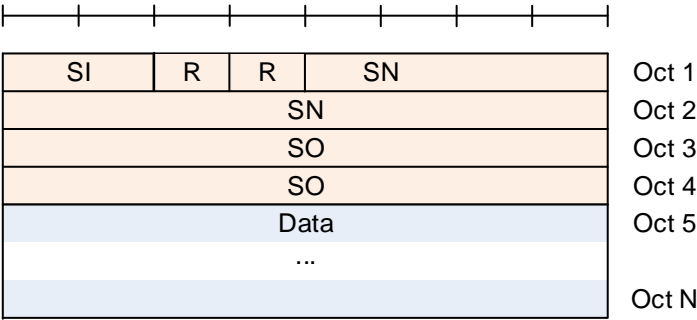 SI R R SN Oct 1
SN Oct 2
SO Oct 3
SO Oct 4
Data Oct 5
...
Oct N